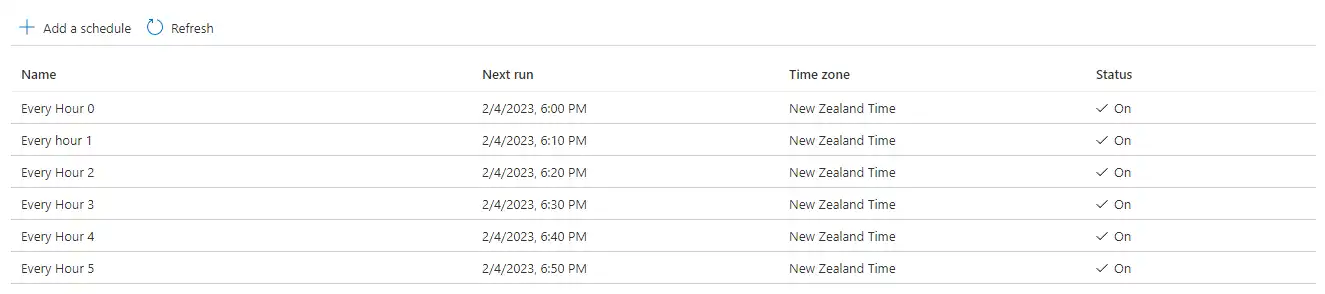 Add a schedule Refresh
Name Next run Time zone Status
Every Hour 0 2/4/2023, 6:00 PM New Zealand Time On
Every hour 1 2/4/2023, 6:10 PM New Zealand Time On
Every Hour 2 2/4/2023, 6:20 PM New Zealand Time On
Every Hour 3 2/4/2023, 6:30 PM New Zealand Time On
Every Hour 4 2/4/2023, 6:40 PM New Zealand Time On
Every Hour 5 2/4/2023, 6:50 PM New Zealand Time On